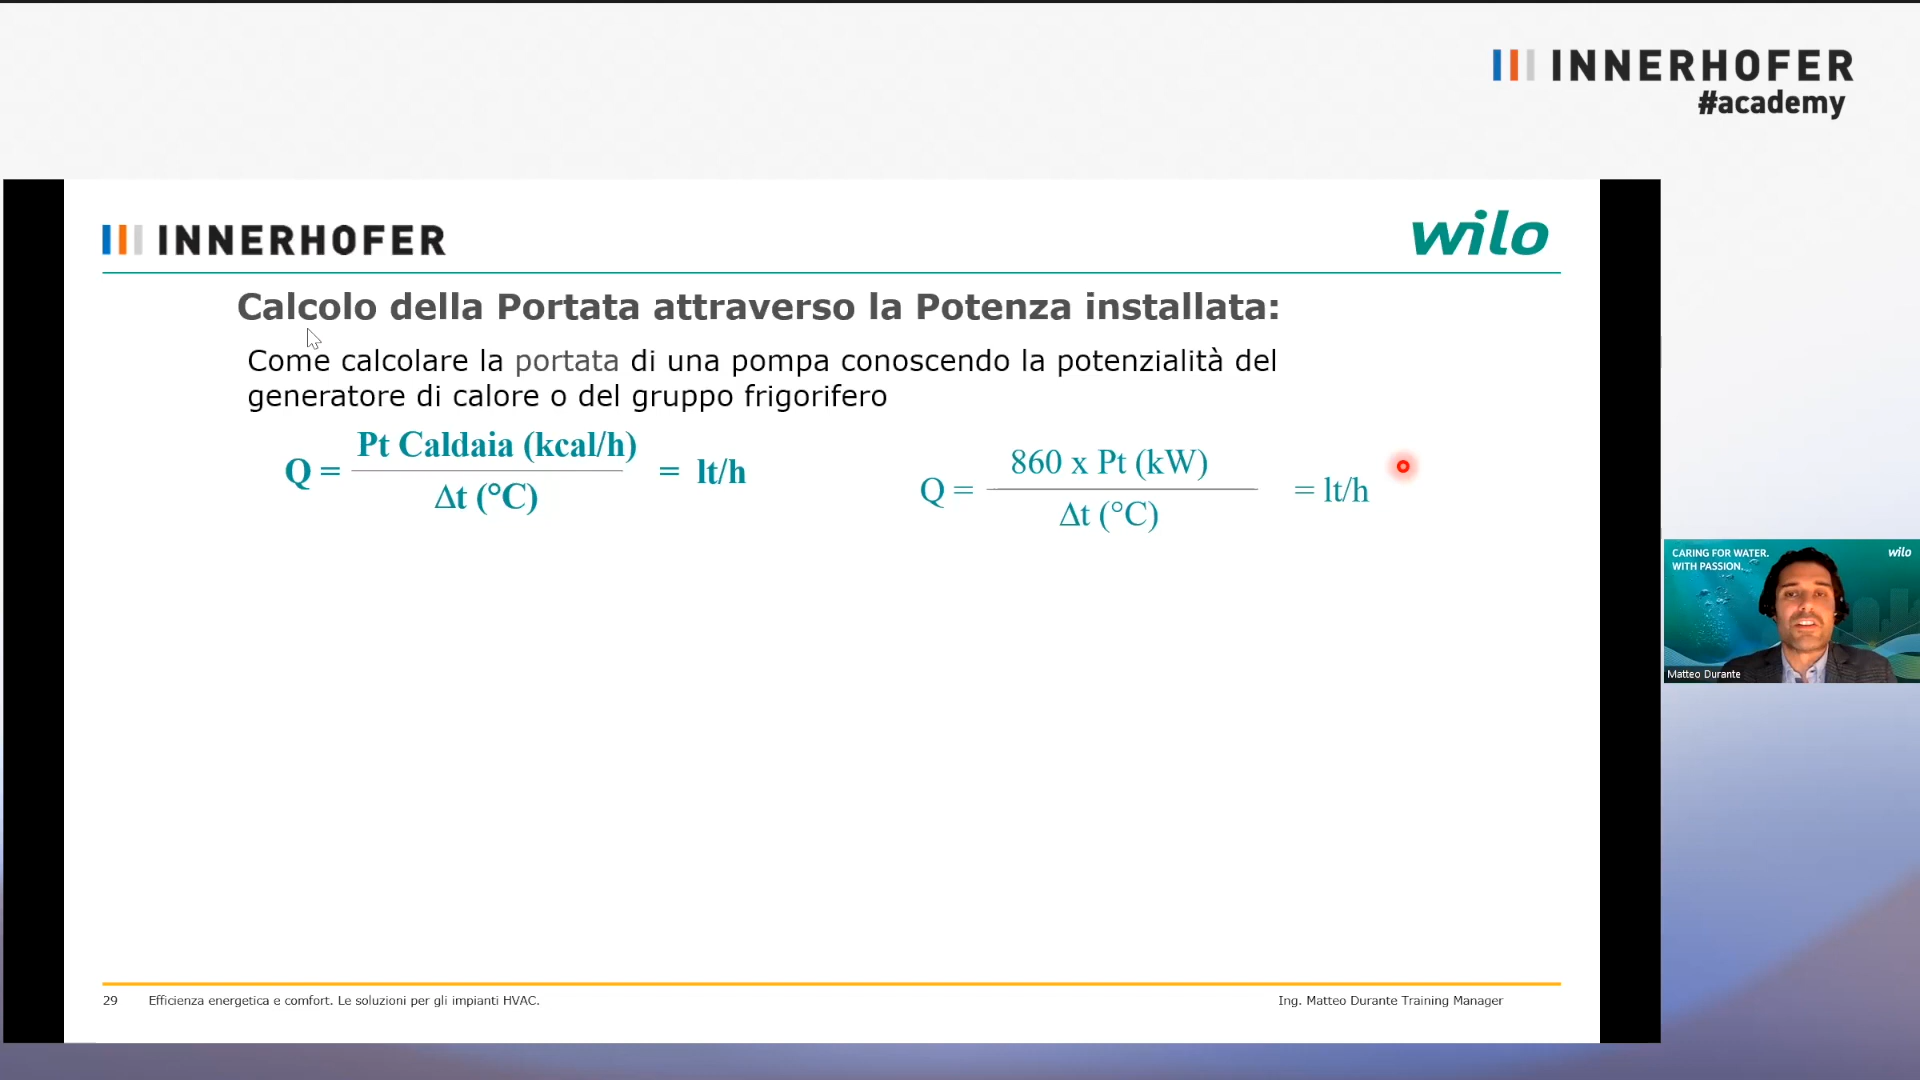 INNERHOFER
#academy
INNERHOFER
wilo
Calcolo della Portata attraverso la Potenza installata:
Come calcolare la portata di una pompa conoscendo la potenzialità del
generatore di calore o del gruppo frigorifero
Q = Pt Caldaia (kcal/h) = lt/h
Δt (°C)
Q = 860 x Pt (kW) = lt/h
Δt (°C)
CARING FOR WATER.
WITH PASSION.
wilo
Matteo Durante
29 Efficienza energetica e comfort. Le soluzioni per gli impianti HVAC. Ing. Matteo Durante Training Manager